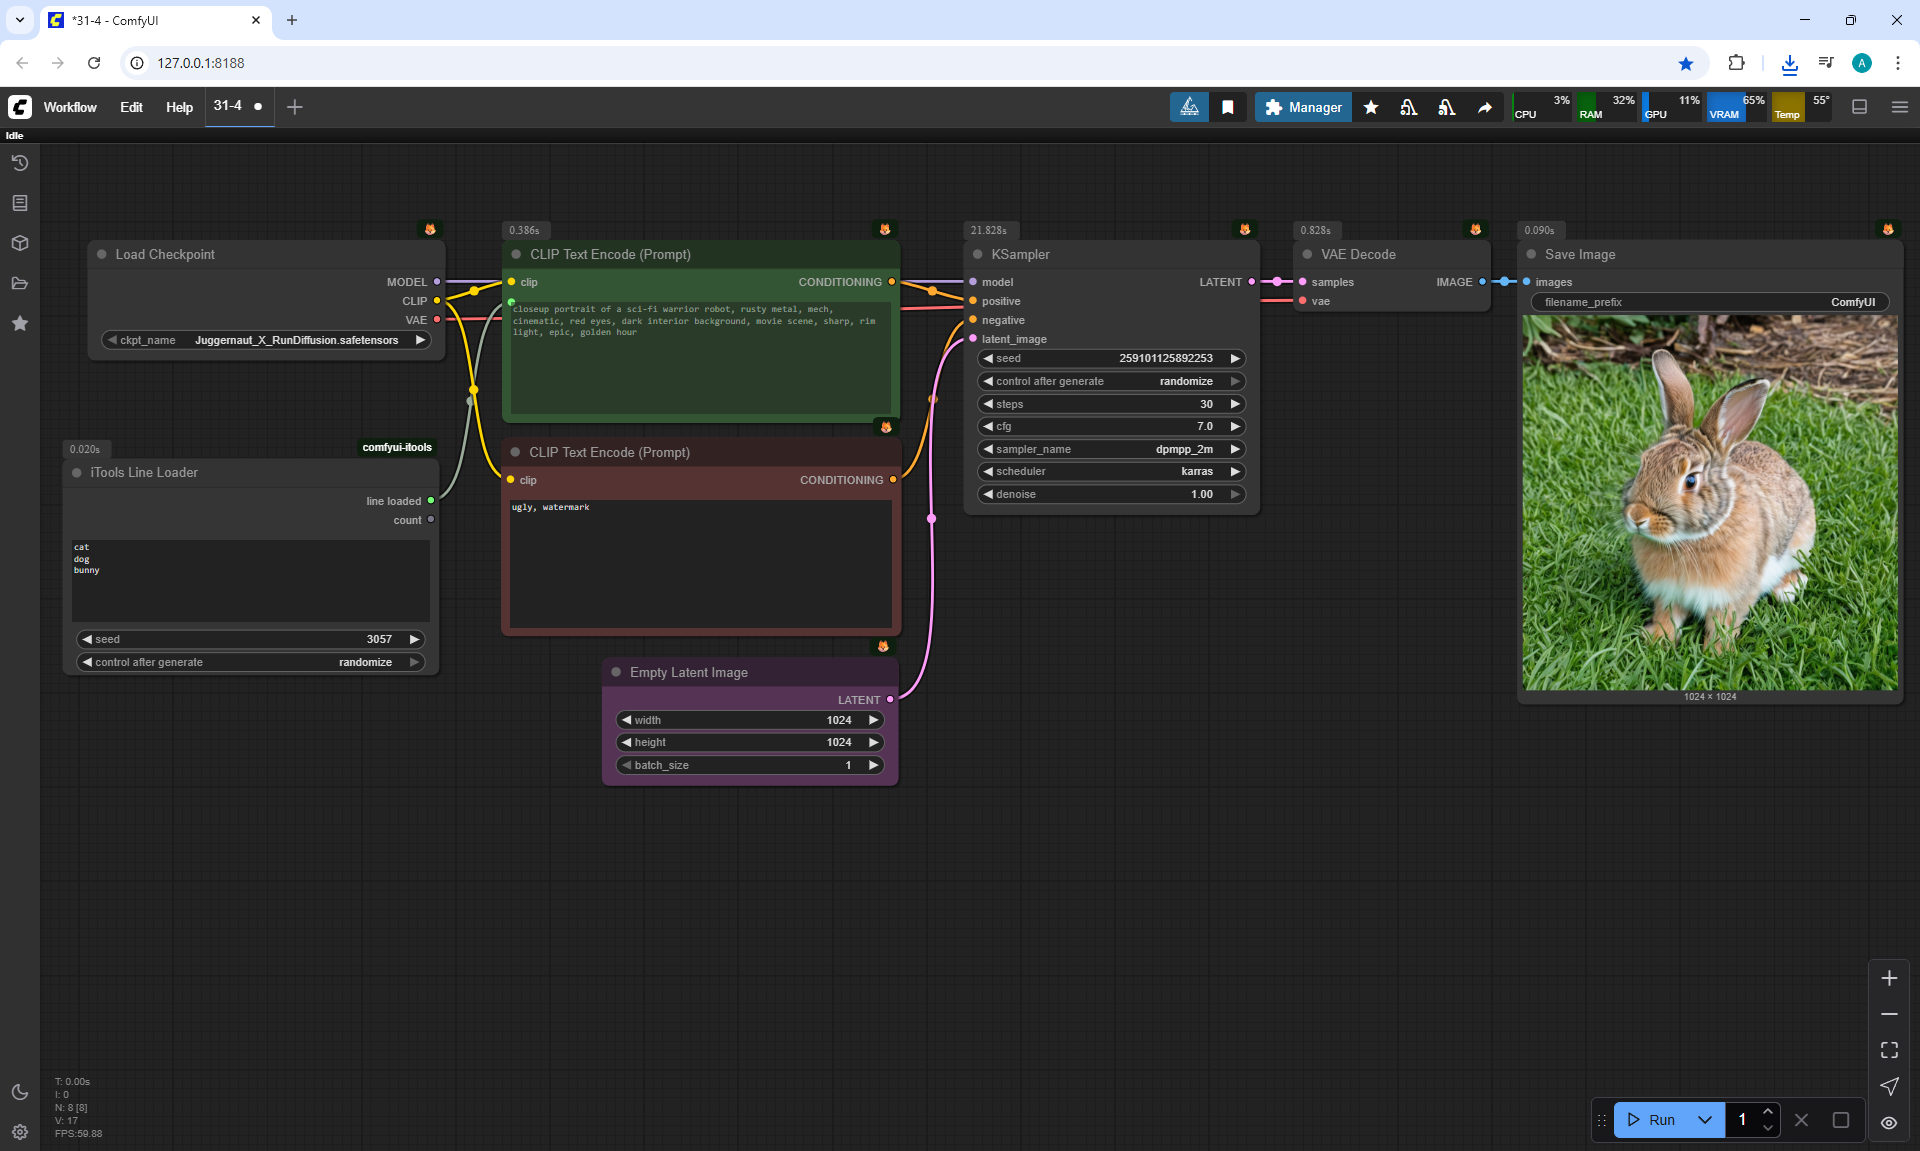 *31-4 - ComfyUI
127.0.0.1:8188
A
Workflow Edit Help 31-4
Manager
3% CPU
32% RAM
11% GPU
65% VRAM
55° Temp
Idle
Load Checkpoint
MODEL
CLIP
VAE
ckpt_name Juggernaut_X_RunDiffusion.safetensors
0.020s
comfyui-itools
iTools Line Loader
line loaded
count
cat
dog
bunny
seed 3057
control after generate randomize
0.386s
CLIP Text Encode (Prompt)
clip CONDITIONING
closeup portrait of a sci-fi warrior robot, rusty metal, mech,
cinematic, red eyes, dark interior background, movie scene, sharp, rim
light, epic, golden hour
CLIP Text Encode (Prompt)
clip CONDITIONING
ugly, watermark
Empty Latent Image
LATENT
width 1024
height 1024
batch_size 1
21.828s
KSampler
model LATENT
positive
negative
latent_image
seed 259101125892253
control after generate randomize
steps 30
cfg 7.0
sampler_name dpmpp_2m
scheduler karras
denoise 1.00
0.828s
VAE Decode
samples IMAGE
vae
0.090s
Save Image
images
filename_prefix ComfyUI
1024 × 1024
T: 0.00s
I: 0
N: 8 [8]
V: 17
FPS:59.88
Run 1